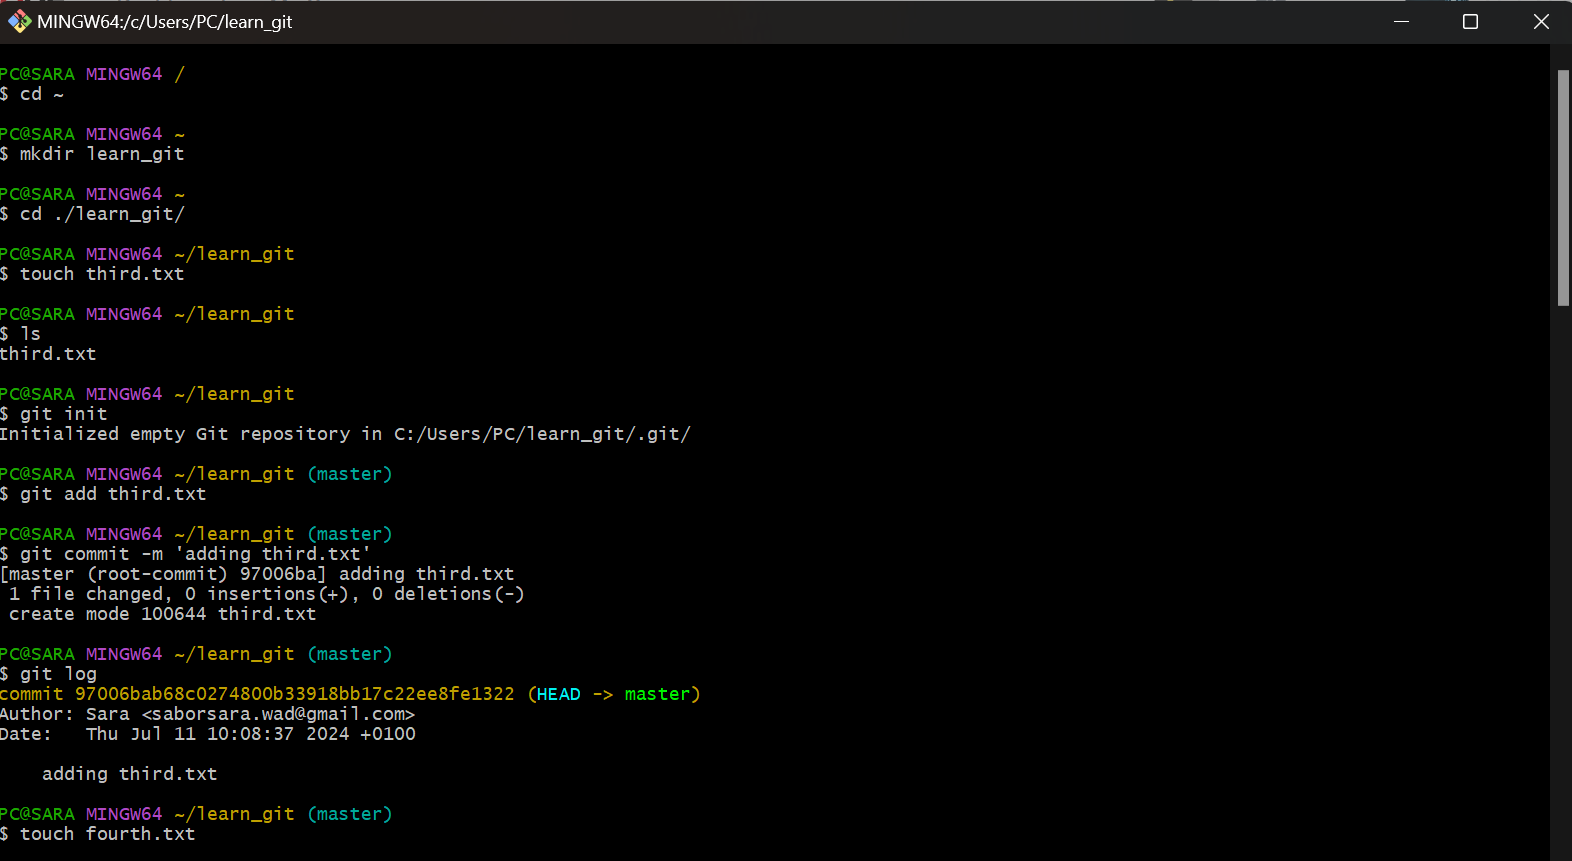 MINGW64:/c/Users/PC/learn_git
PC@SARA MINGW64 /
$ cd ~
PC@SARA MINGW64 ~
$ mkdir learn_git
PC@SARA MINGW64 ~
$ cd ./learn_git/
PC@SARA MINGW64 ~/learn_git
$ touch third.txt
PC@SARA MINGW64 ~/learn_git
$ ls
third.txt
PC@SARA MINGW64 ~/learn_git
$ git init
Initialized empty Git repository in C:/Users/PC/learn_git/.git/
PC@SARA MINGW64 ~/learn_git (master)
$ git add third.txt
PC@SARA MINGW64 ~/learn_git (master)
$ git commit -m 'adding third.txt'
[master (root-commit) 97006ba] adding third.txt
 1 file changed, 0 insertions(+), 0 deletions(-)
 create mode 100644 third.txt
PC@SARA MINGW64 ~/learn_git (master)
$ git log
commit 97006bab68c0274800b33918bb17c22ee8fe1322 (HEAD -> master)
Author: Sara <saborsara.wad@gmail.com>
Date:   Thu Jul 11 10:08:37 2024 +0100
    adding third.txt
PC@SARA MINGW64 ~/learn_git (master)
$ touch fourth.txt